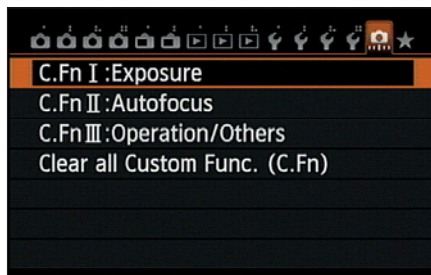 C.Fn I :Exposure
C.Fn II :Autofocus
C.Fn III :Operation/Others
Clear all Custom Func. (C.Fn)